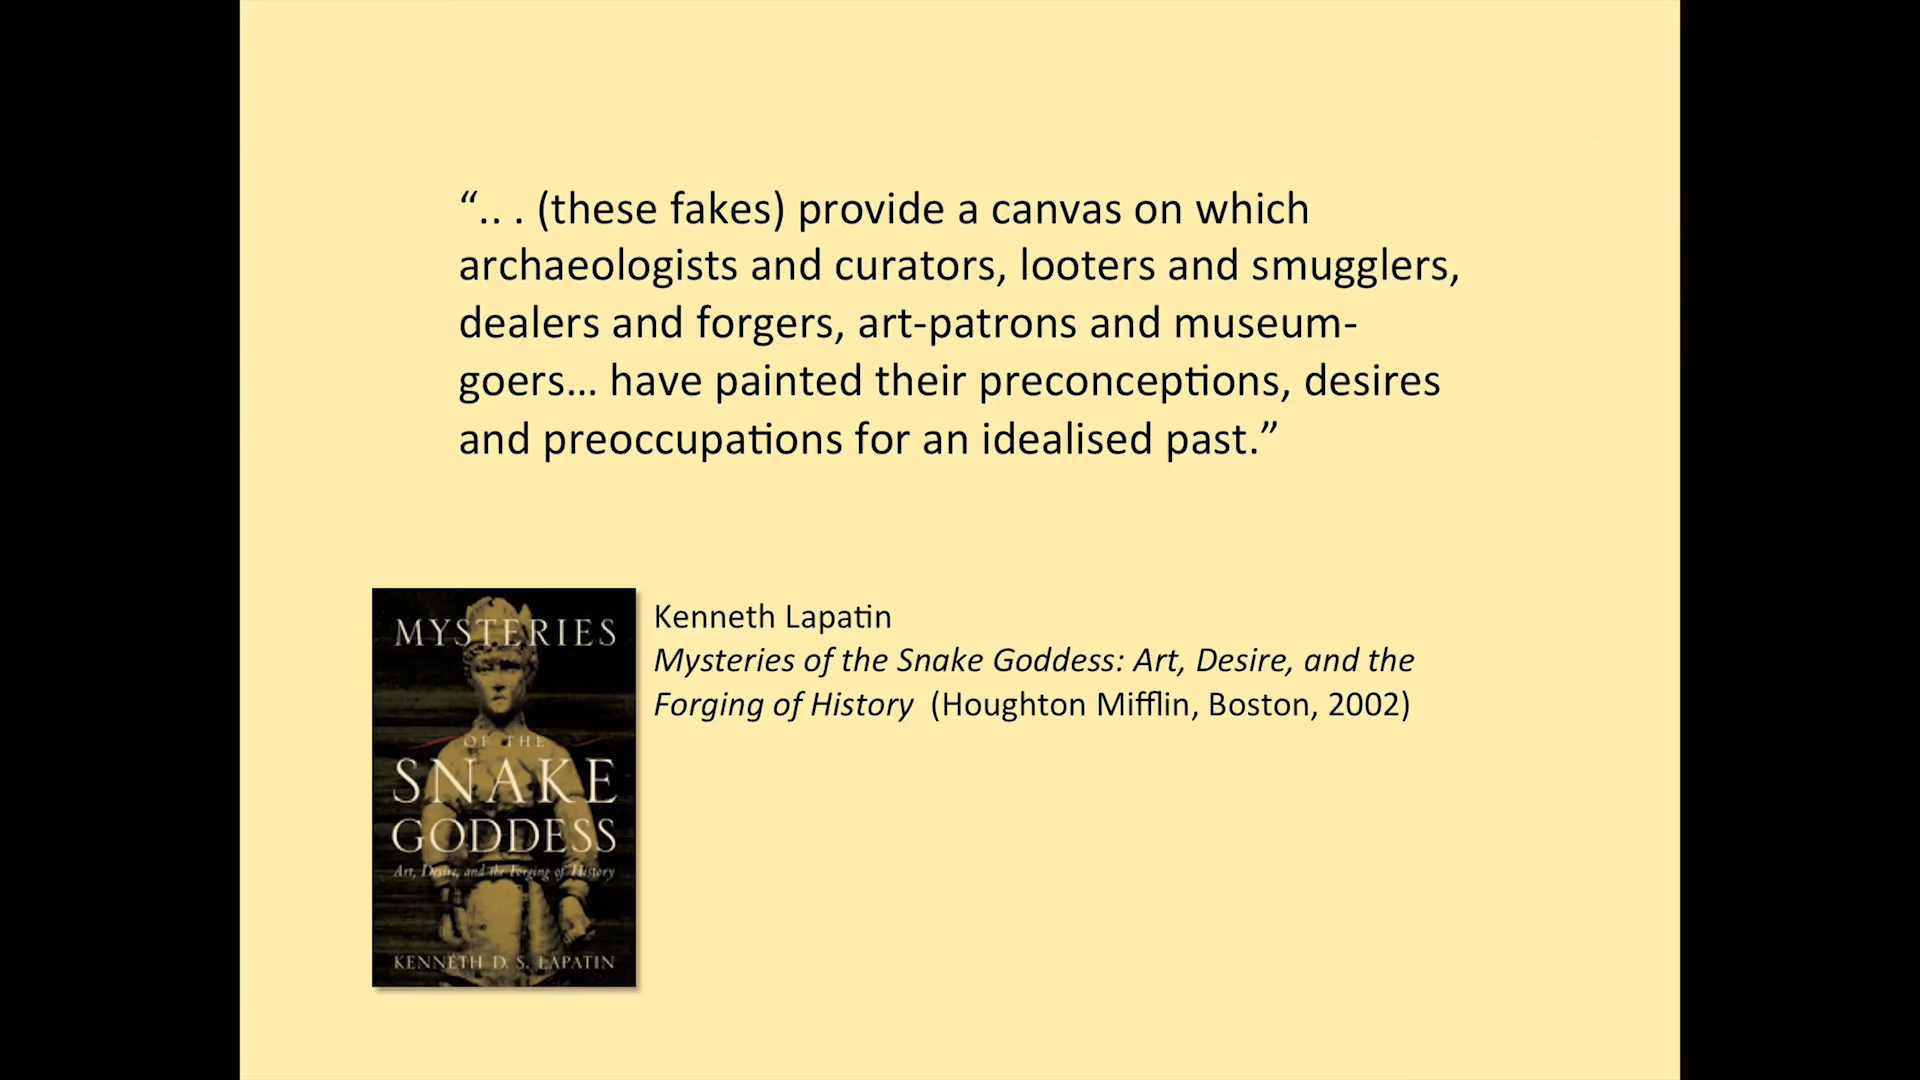 “.. . (these fakes) provide a canvas on which
archaeologists and curators, looters and smugglers,
dealers and forgers, art-patrons and museum-
goers… have painted their preconceptions, desires
and preoccupations for an idealised past.”
Kenneth Lapatin
Mysteries of the Snake Goddess: Art, Desire, and the
Forging of History (Houghton Mifflin, Boston, 2002)
MYSTERIES
OF THE
SNAKE
GODDESS
Art, Desire, and the Forging of History
KENNETH D. S. LAPATIN